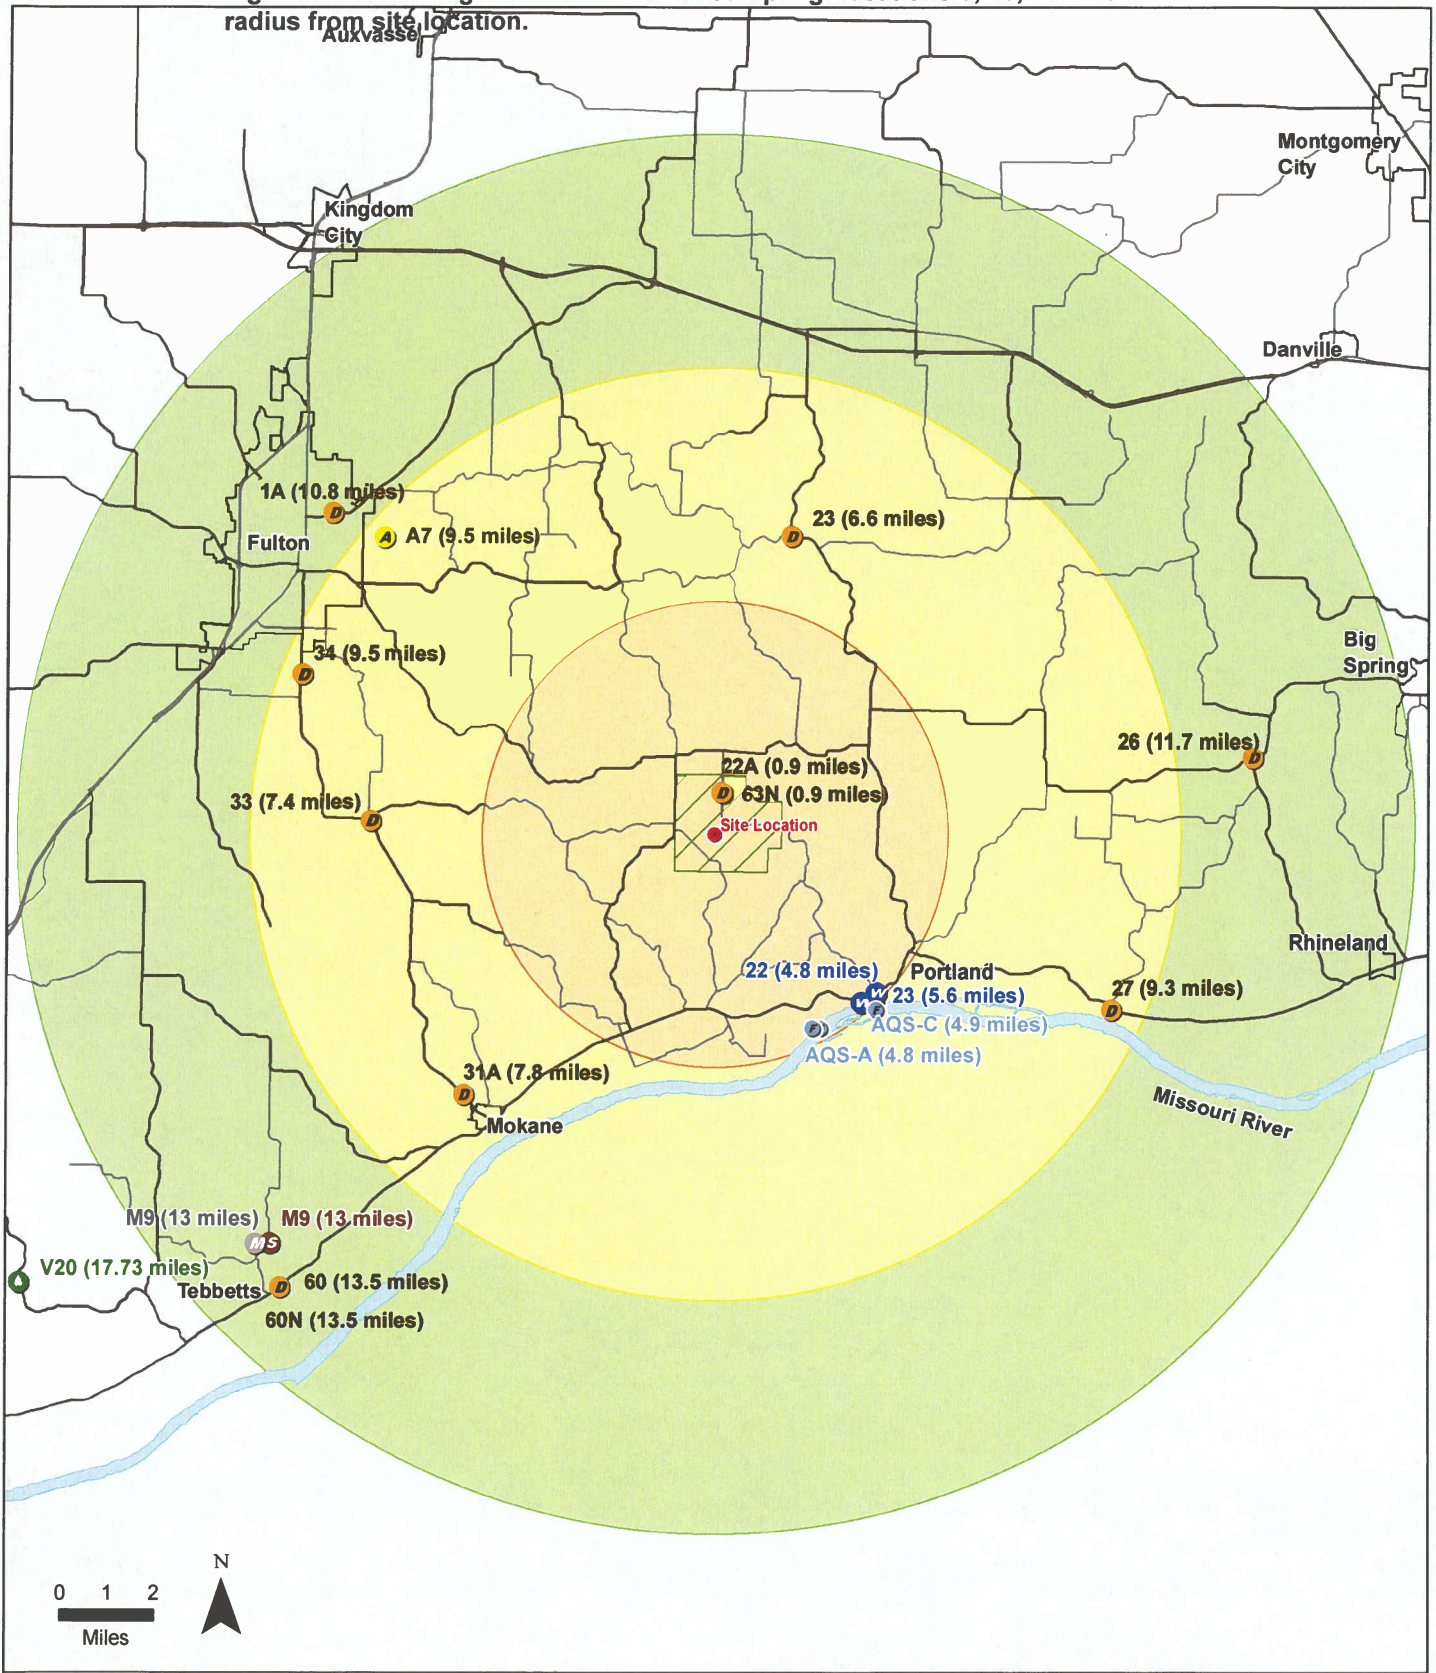 radius from site location.
Auxvasse
Montgomery
City
Kingdom
City
Danville
1A (10.8 miles)
D
A
A7 (9.5 miles)
Fulton
23 (6.6 miles)
D
34 (9.5 miles)
D
Big
Spring
26 (11.7 miles)
D
22A (0.9 miles)
D
63N (0.9 miles)
Site Location
33 (7.4 miles)
D
Rhineland
22 (4.8 miles)
Portland
W
W
23 (5.6 miles)
27 (9.3 miles)
D
F
AQS-C (4.9 miles)
F
AQS-A (4.8 miles)
31A (7.8 miles)
D
Mokane
Missouri River
M9 (13 miles)
M9 (13 miles)
M
S
V20 (17.73 miles)
Tebbetts
D
60 (13.5 miles)
60N (13.5 miles)
N
0 1 2
Miles